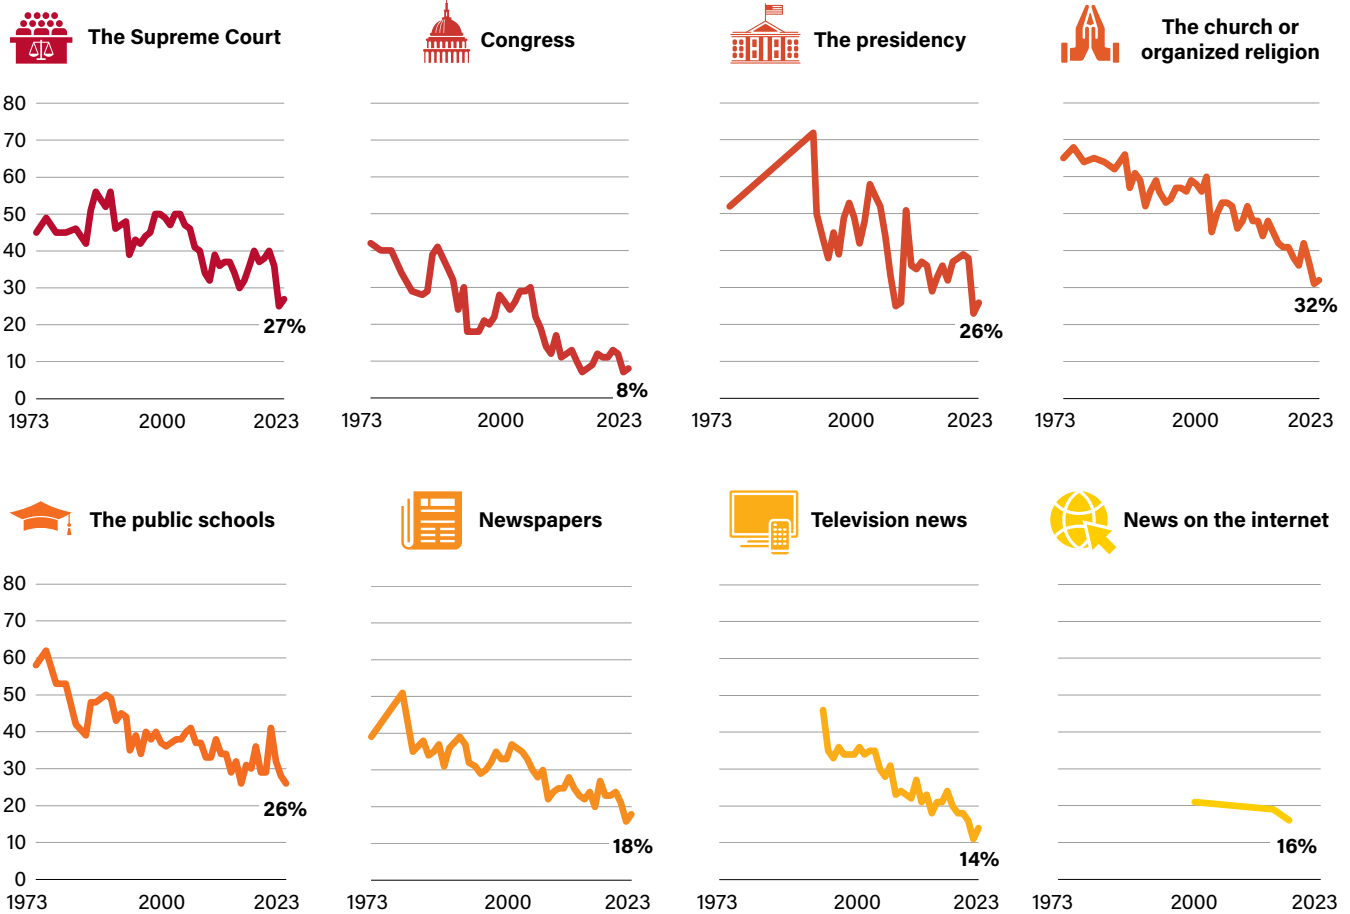 The Supreme Court
Congress
The presidency
The church or
organized religion
80
70
60
50
40
30
20
10
0
27%
8%
26%
32%
1973 2000 2023
1973 2000 2023
1973 2000 2023
1973 2000 2023
The public schools
Newspapers
Television news
News on the internet
80
70
60
50
40
30
20
10
0
26%
18%
14%
16%
1973 2000 2023
1973 2000 2023
1973 2000 2023
1973 2000 2023